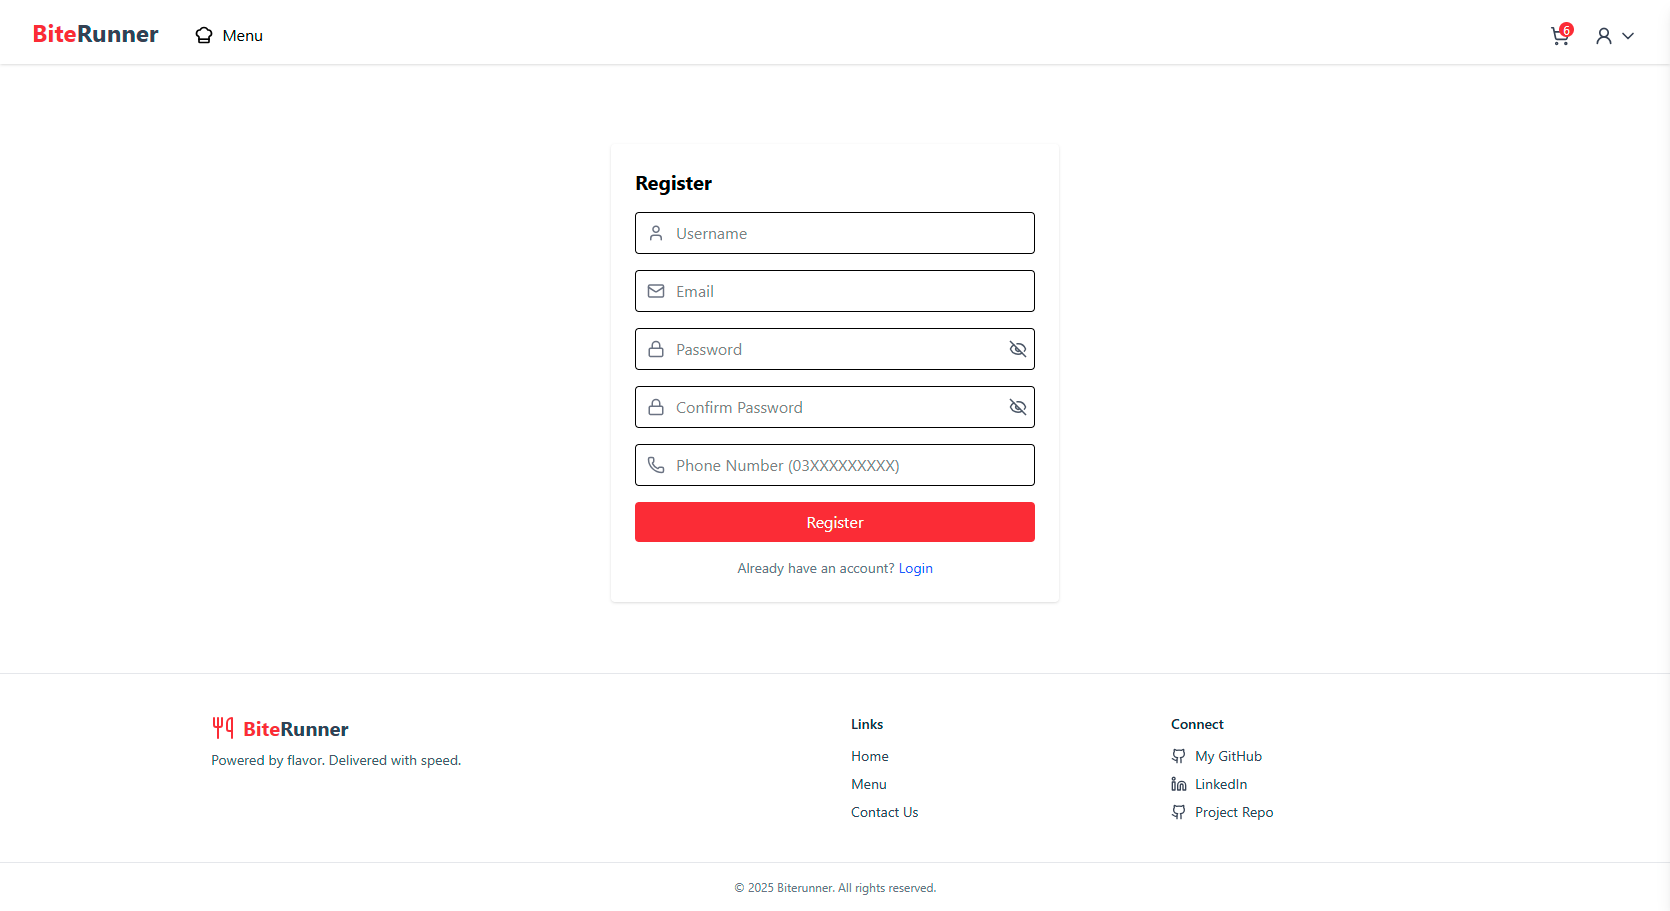 BiteRunner
Menu
6
Register
Username
Email
Password
Confirm Password
Phone Number (03XXXXXXXXX)
Register
Already have an account? Login
BiteRunner
Powered by flavor. Delivered with speed.
Links
Home
Menu
Contact Us
Connect
My GitHub
LinkedIn
Project Repo
© 2025 Biterunner. All rights reserved.